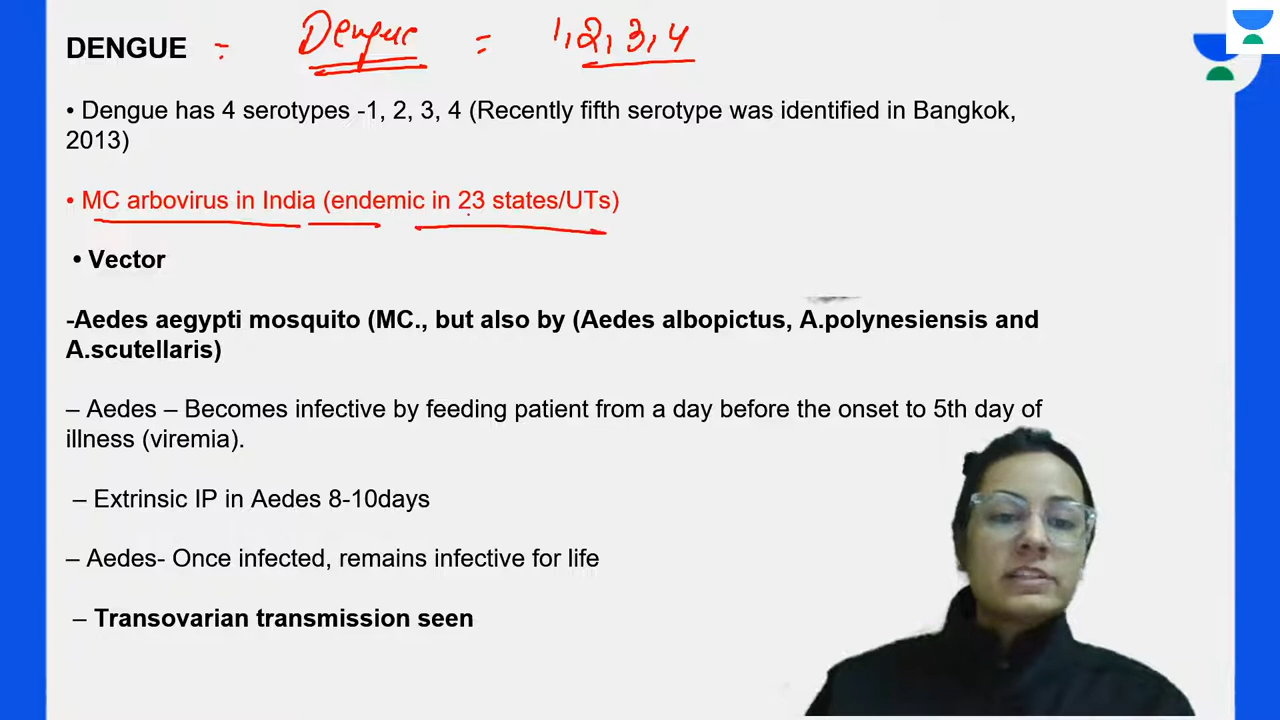 DENGUE = Dengue = 1, 2, 3, 4
• Dengue has 4 serotypes -1, 2, 3, 4 (Recently fifth serotype was identified in Bangkok,
2013)
• MC arbovirus in India (endemic in 23 states/UTs)
• Vector
-Aedes aegypti mosquito (MC., but also by (Aedes albopictus, A.polynesiensis and
A.scutellaris)
– Aedes – Becomes infective by feeding patient from a day before the onset to 5th day of
illness (viremia).
– Extrinsic IP in Aedes 8-10days
– Aedes- Once infected, remains infective for life
– Transovarian transmission seen